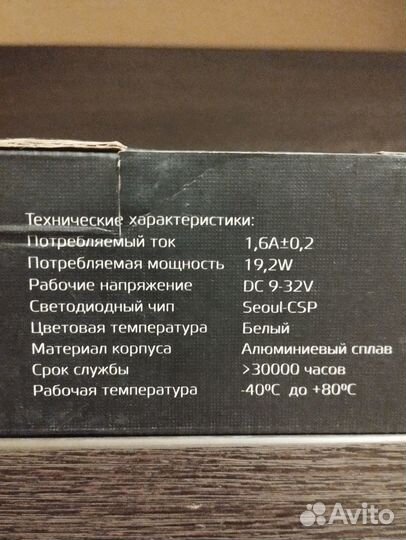 Технические характеристики:
Потребляемый ток 1,6А±0,2
Потребляемая мощность 19,2W
Рабочие напряжение DC 9-32V
Светодиодный чип Seoul-CSP
Цветовая температура Белый
Материал корпуса Алюминиевый сплав
Срок службы >30000 часов
Рабочая температура -40ºC до +80ºC
Avito